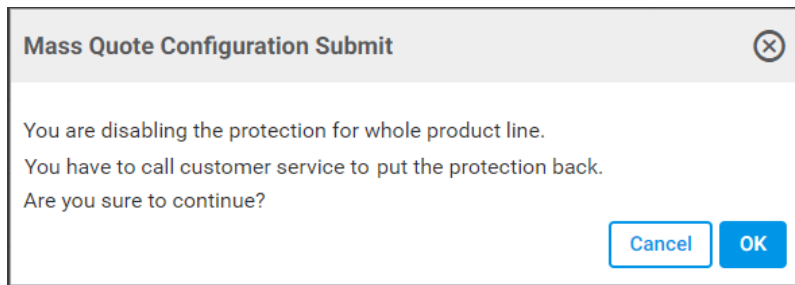 Mass Quote Configuration Submit
You are disabling the protection for whole product line.
You have to call customer service to put the protection back.
Are you sure to continue?
Cancel OK